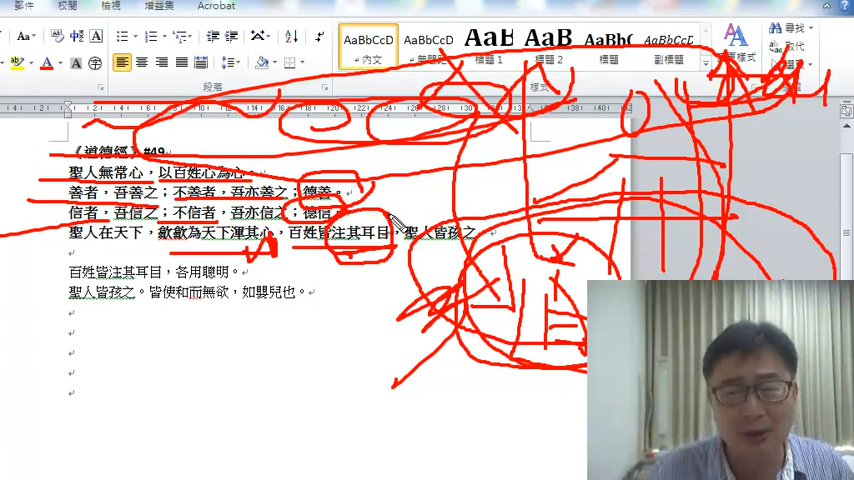 郵件 校閱 檢視 增益集 Acrobat
AaBbCcD AaBbCcD AaBbC AaBb AaBbC AaBbCcD
內文 無間距 標題 1 標題 標題 1 標題 2
尋找
取代
段落 樣式
《道德經》#49
聖人無常心，以百姓心為心。
善者，吾善之；不善者，吾亦善之；德善。
信者，吾信之；不信者，吾亦信之；德信。
聖人在天下，歙歙為天下渾其心，百姓皆注其耳目，聖人皆孩之。
百姓皆注其耳目，各用聰明。
聖人皆孩之。皆使和而無欲，如嬰兒也。